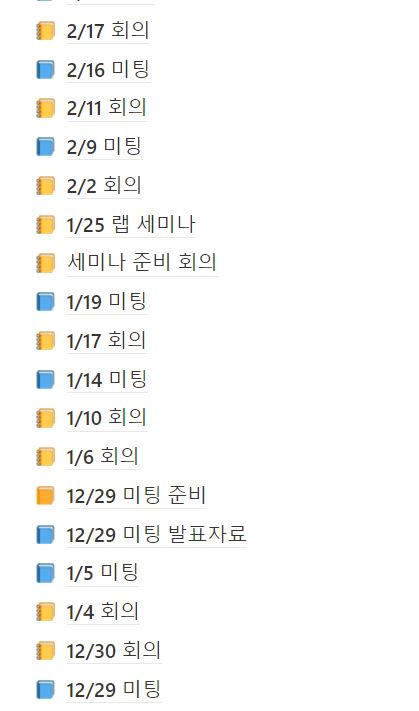 2/17 회의
2/16 미팅
2/11 회의
2/9 미팅
2/2 회의
1/25 랩 세미나
세미나 준비 회의
1/19 미팅
1/17 회의
1/14 미팅
1/10 회의
1/6 회의
12/29 미팅 준비
12/29 미팅 발표자료
1/5 미팅
1/4 회의
12/30 회의
12/29 미팅